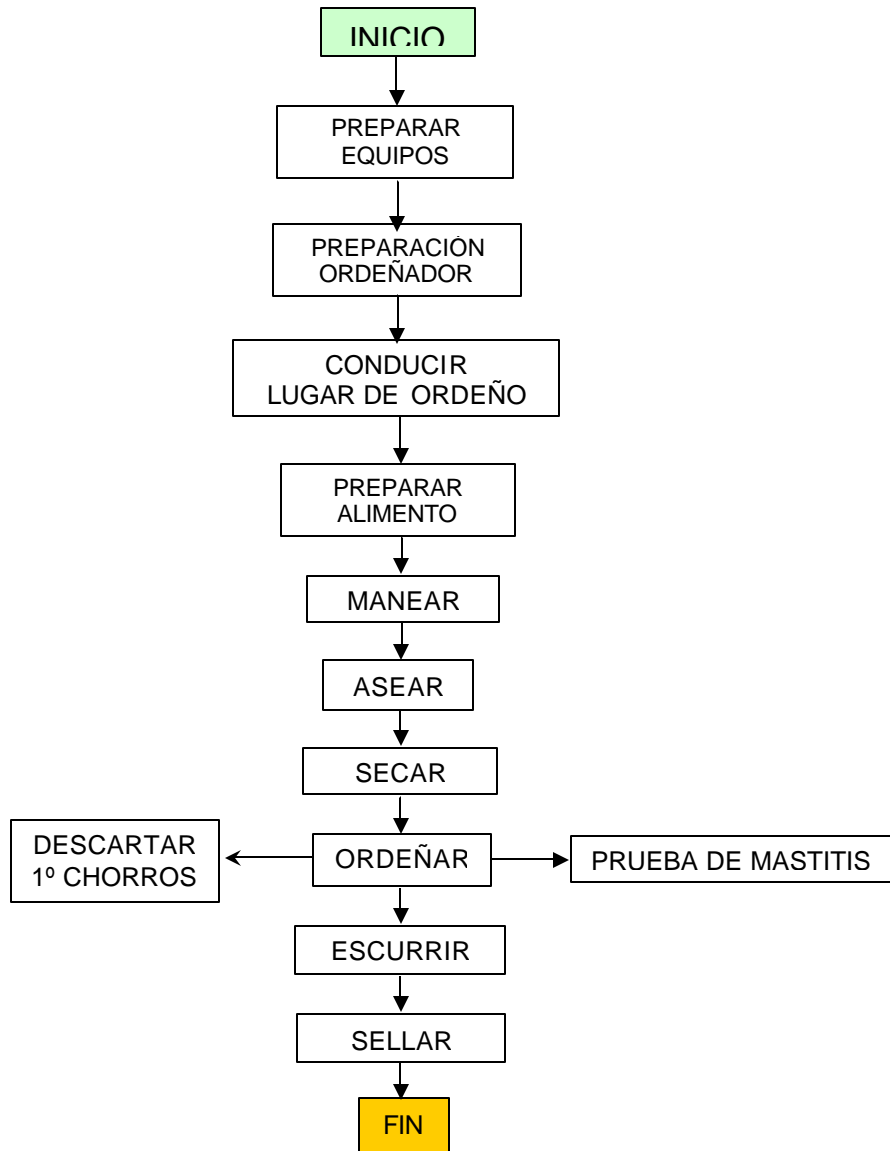 INICIO
PREPARAR
EQUIPOS
PREPARACIÓN
ORDEÑADOR
CONDUCIR
LUGAR DE ORDEÑO
PREPARAR
ALIMENTO
MANEAR
ASEAR
SECAR
DESCARTAR
1º CHORROS
ORDEÑAR
PRUEBA DE MASTITIS
ESCURRIR
SELLAR
FIN